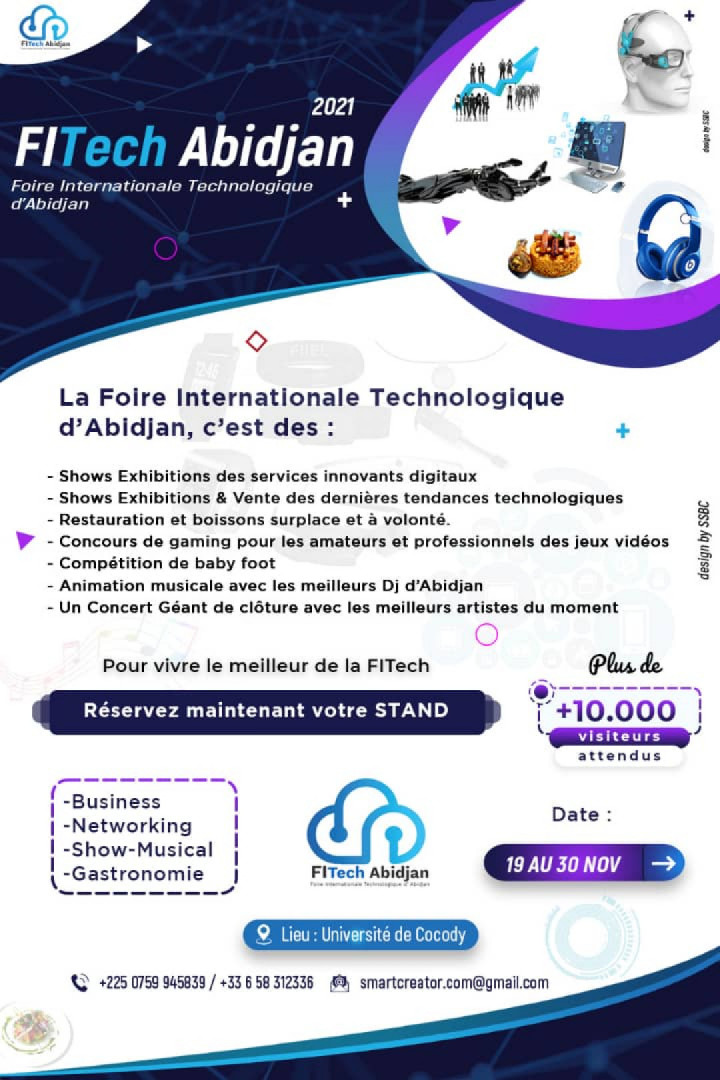 FITech Abidjan
2021
FITech Abidjan
Foire Internationale Technologique
d'Abidjan
design by SSBC
La Foire Internationale Technologique
d'Abidjan, c'est des :
- Shows Exhibitions des services innovants digitaux
- Shows Exhibitions & Vente des dernières tendances technologiques
- Restauration et boissons surplace et à volonté.
- Concours de gaming pour les amateurs et professionnels des jeux vidéos
- Compétition de baby foot
- Animation musicale avec les meilleurs Dj d'Abidjan
- Un Concert Géant de clôture avec les meilleurs artistes du moment
design by SSBC
Pour vivre le meilleur de la FITech
Réservez maintenant votre STAND
Plus de
+10.000
visiteurs
attendus
-Business
-Networking
-Show-Musical
-Gastronomie
FITech Abidjan
Foire Internationale Technologique d'Abidjan
Date :
19 AU 30 NOV
Lieu : Université de Cocody
+225 0759 945839 / +33 6 58 312336
smartcreator.com@gmail.com